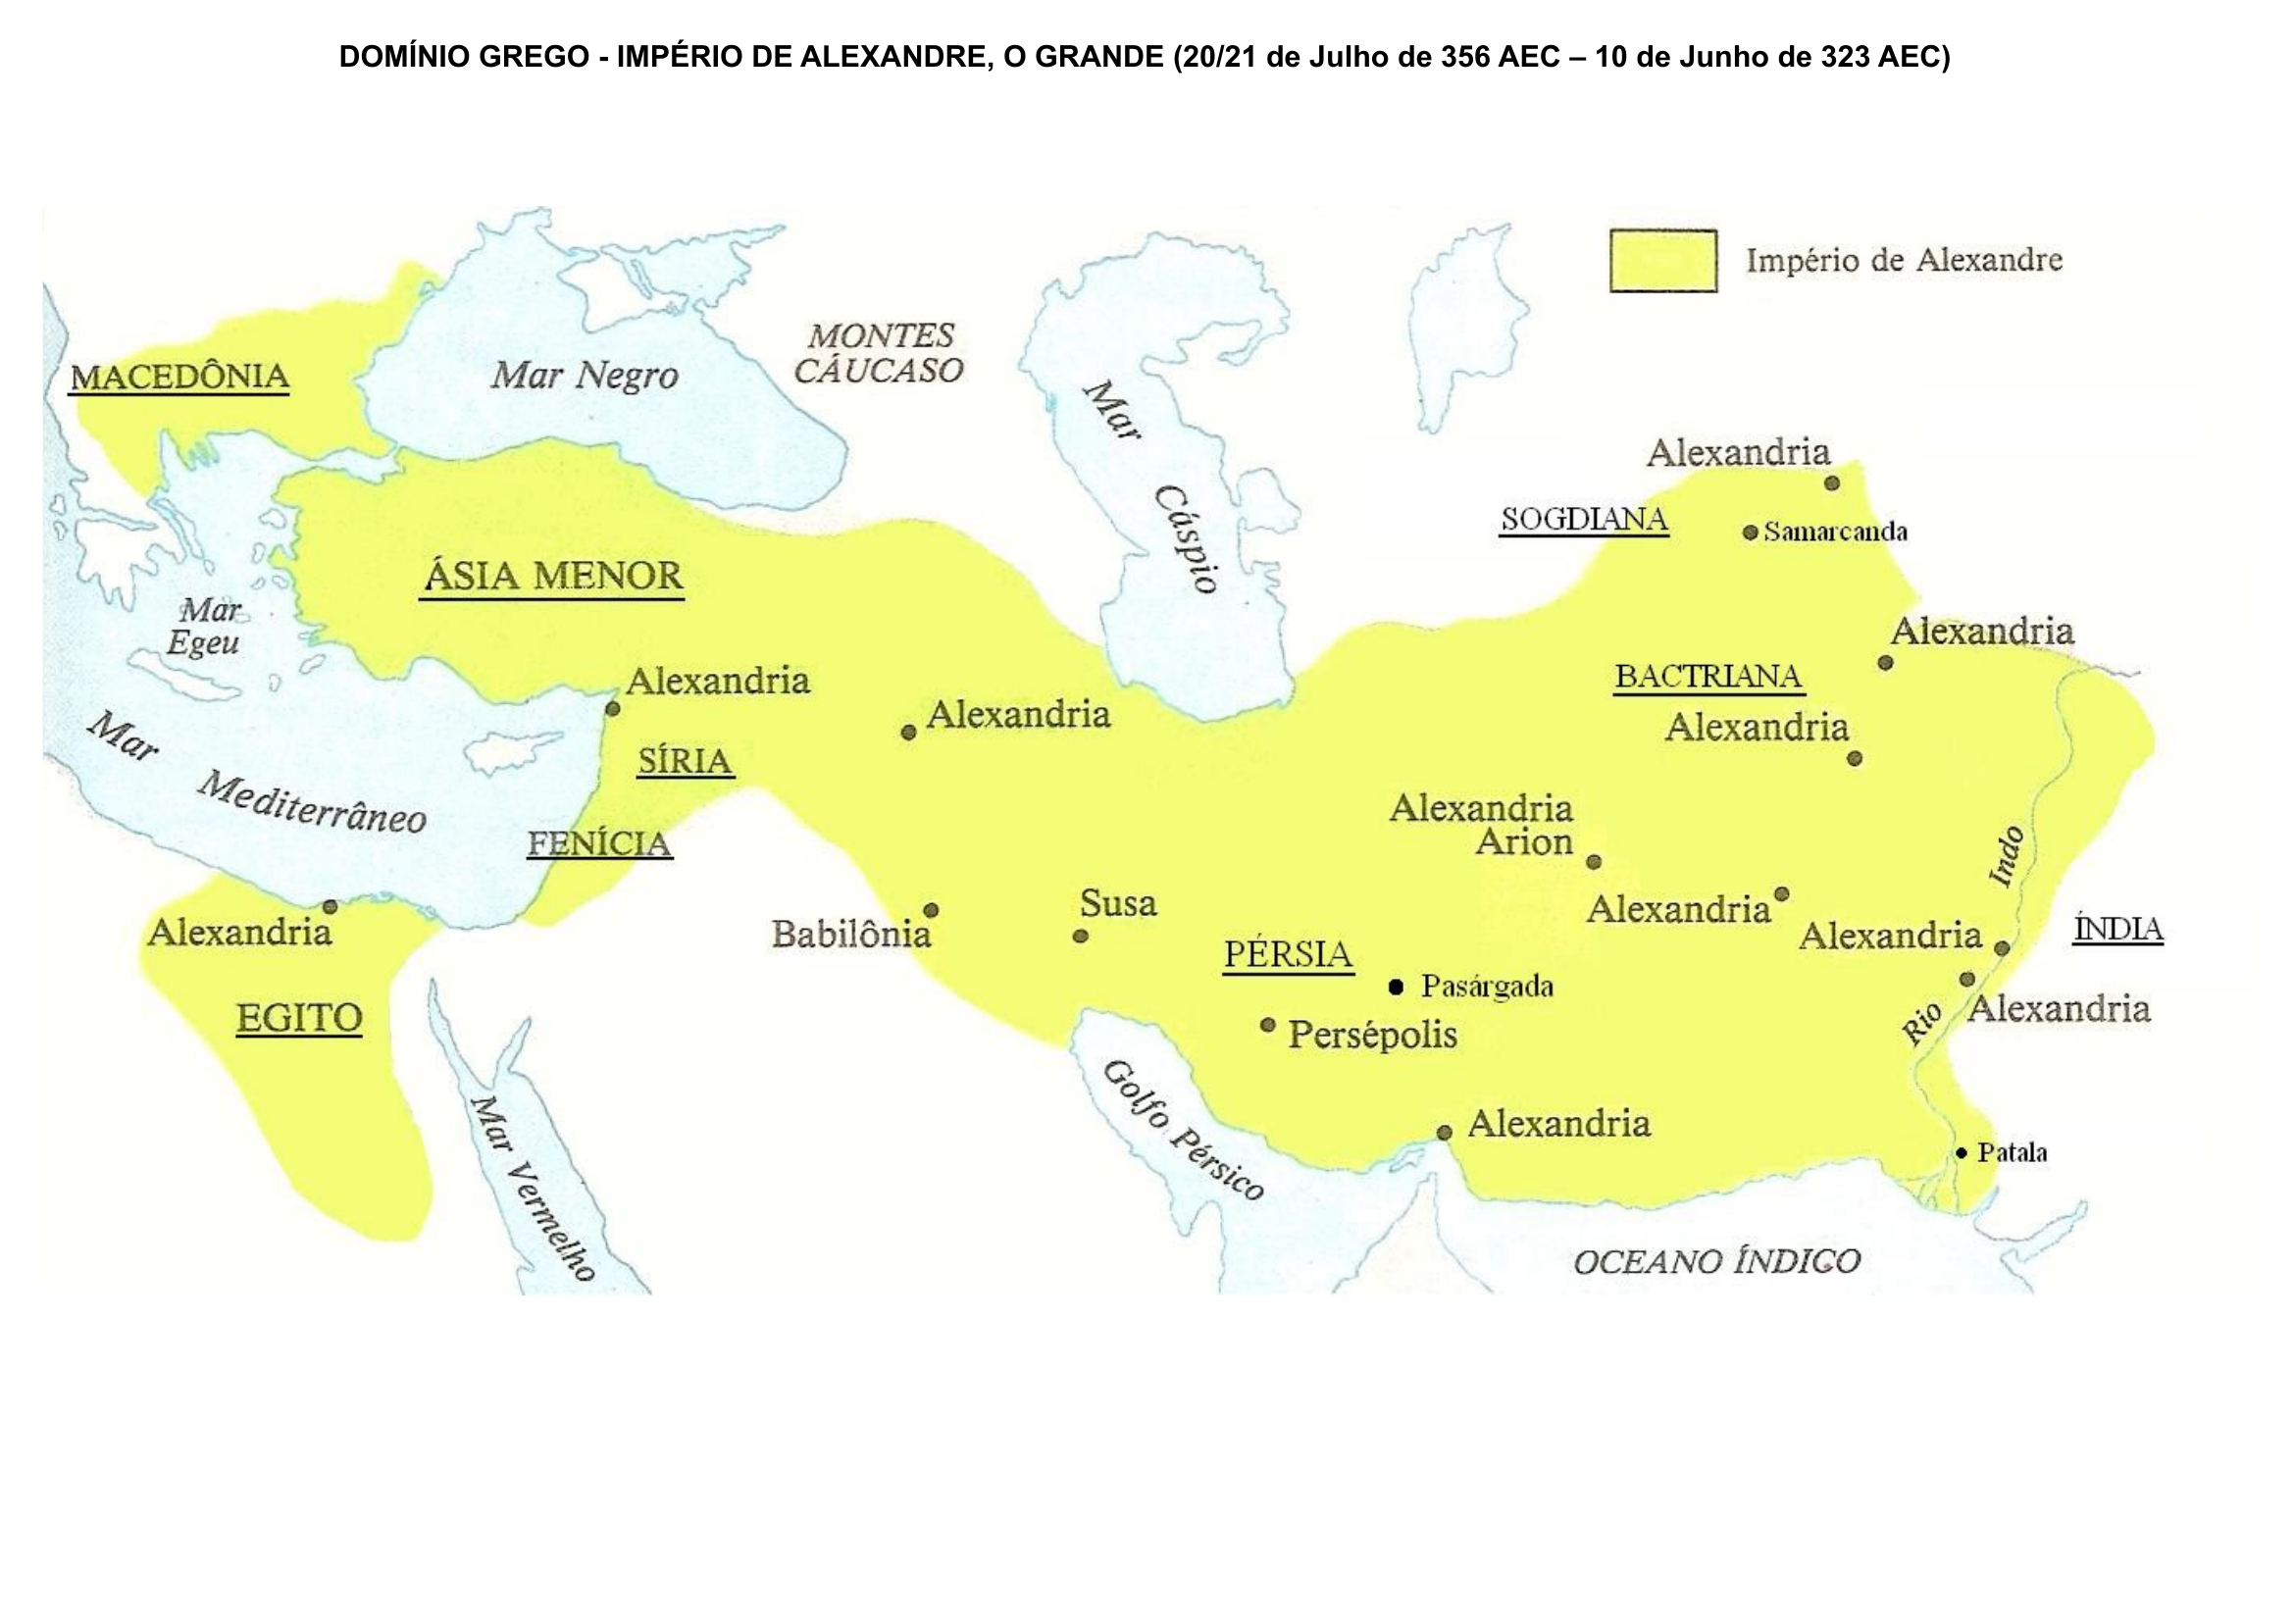 DOMÍNIO GREGO - IMPÉRIO DE ALEXANDRE, O GRANDE (20/21 de Julho de 356 AEC – 10 de Junho de 323 AEC)
Império de Alexandre
MACEDÔNIA
Mar Negro
MONTES
CÁUCASO
Mar Cáspio
Alexandria
SOGDIANA
Samarcanda
ÁSIA MENOR
Mar
Egeu
Alexandria
BACTRIANA
Alexandria
Alexandria
Alexandria
Mar Mediterrâneo
SÍRIA
FENÍCIA
Alexandria
Arion
Rio Indo
Alexandria
EGITO
Babilônia
Susa
PÉRSIA
Pasárgada
Persépolis
Alexandria
Alexandria
ÍNDIA
Alexandria
Mar Vermelho
Golfo Pérsico
Alexandria
Patala
OCEANO ÍNDICO